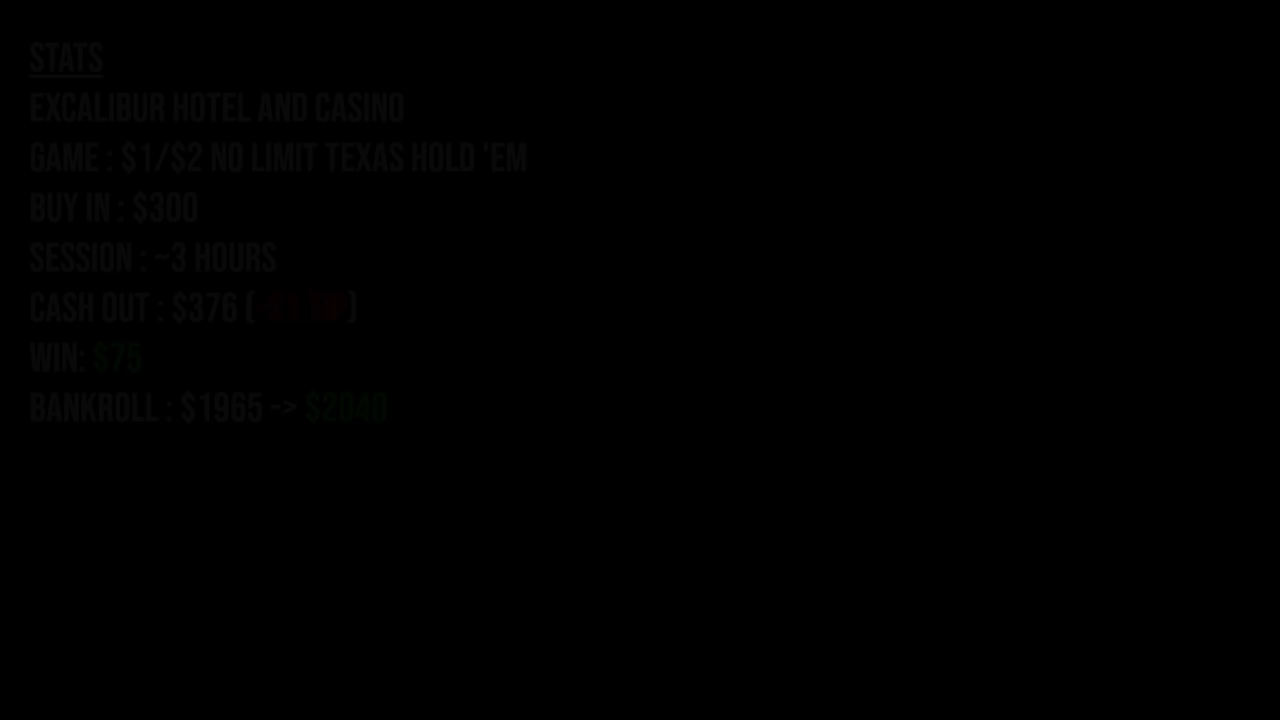 STATS
EXCALIBUR HOTEL AND CASINO
GAME : $1/$2 NO LIMIT TEXAS HOLD 'EM
BUY IN : $300
SESSION : ~3 HOURS
CASH OUT : $376 ( )
WIN: $75
BANKROLL : $1965 -> $2040